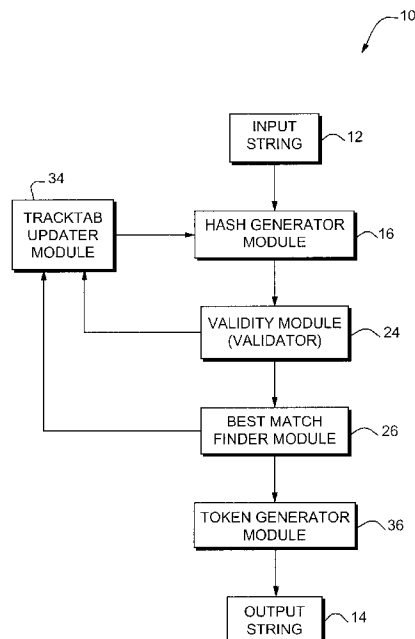 10
INPUT
STRING
12
34
TRACKTAB
UPDATER
MODULE
HASH GENERATOR
MODULE
16
VALIDITY MODULE
(VALIDATOR)
24
BEST MATCH
FINDER MODULE
26
TOKEN GENERATOR
MODULE
36
OUTPUT
STRING
14